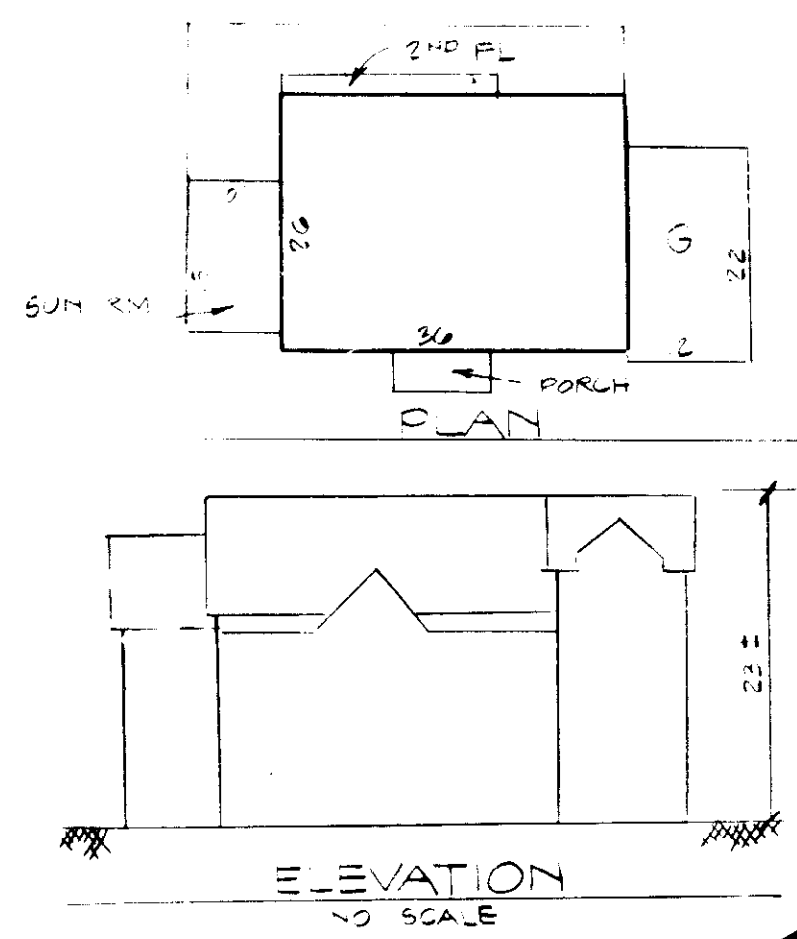 2ND FL
26
G
22
SUN RM
36
2
PORCH
PLAN
23 ±
ELEVATION
NO SCALE